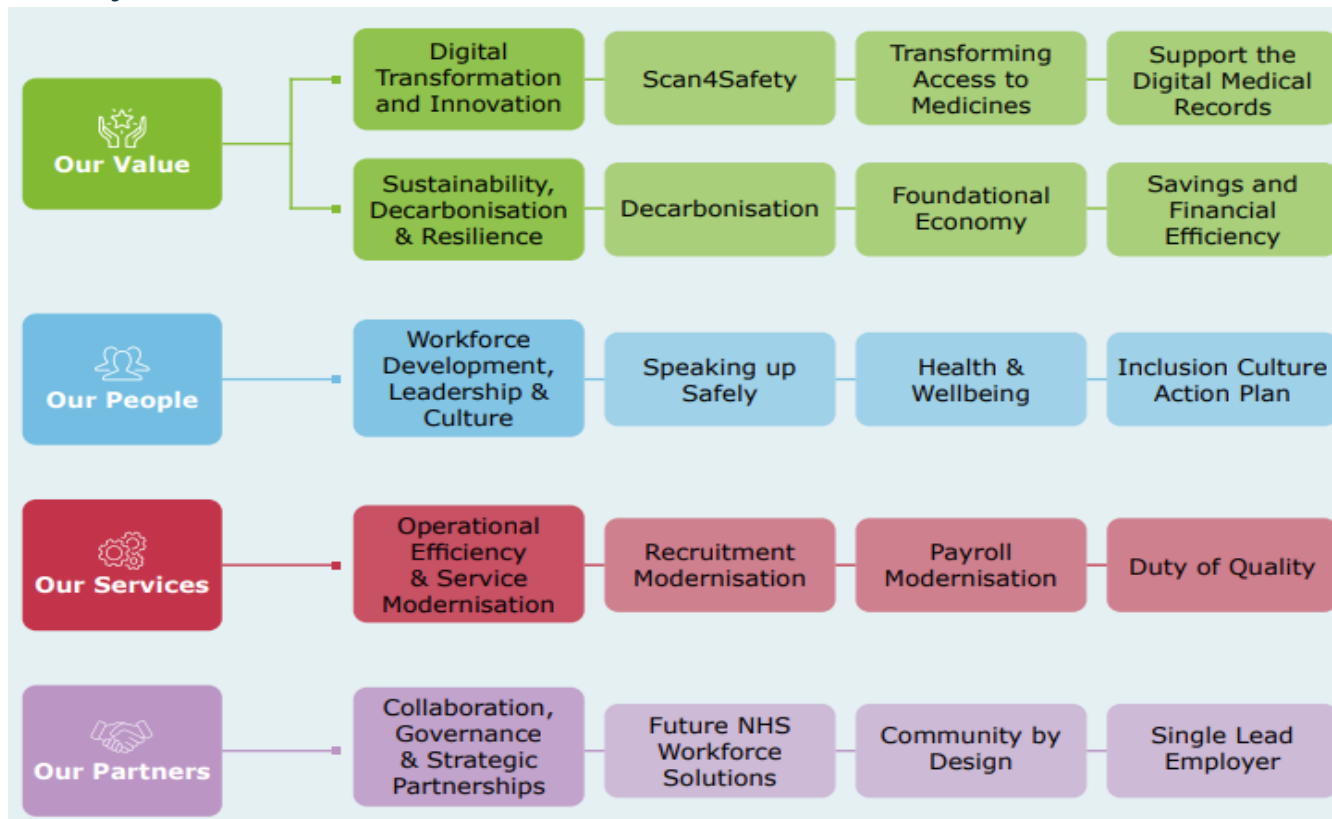 Digital
Transformation
and Innovation
Scan4Safety
Transforming
Access to
Medicines
Support the
Digital Medical
Records
Our Value
Sustainability,
Decarbonisation
& Resilience
Decarbonisation
Foundational
Economy
Savings and
Financial
Efficiency
Our People
Workforce
Development,
Leadership &
Culture
Speaking up
Safely
Health &
Wellbeing
Inclusion Culture
Action Plan
Our Services
Operational
Efficiency
& Service
Modernisation
Recruitment
Modernisation
Payroll
Modernisation
Duty of Quality
Our Partners
Collaboration,
Governance
& Strategic
Partnerships
Future NHS
Workforce
Solutions
Community by
Design
Single Lead
Employer